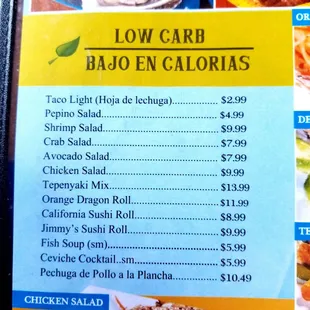 OR
LOW CARB
BAJO EN CALORIAS
Taco Light (Hoja de lechuga).................. $2.99
Pepino Salad.................................... $4.99
Shrimp Salad.................................... $9.99
Crab Salad....................................... $7.99
Avocado Salad................................. $7.99
Chicken Salad.................................. $9.99
Tepenyaki Mix.................................. $13.99
Orange Dragon Roll........................... $11.99
California Sushi Roll......................... $8.99
Jimmy's Sushi Roll............................ $9.99
Fish Soup (sm).................................. $5.99
Ceviche Cocktail..sm.......................... $5.99
Pechuga de Pollo a la Plancha............... $10.49
DE
TE
CHICKEN SALAD